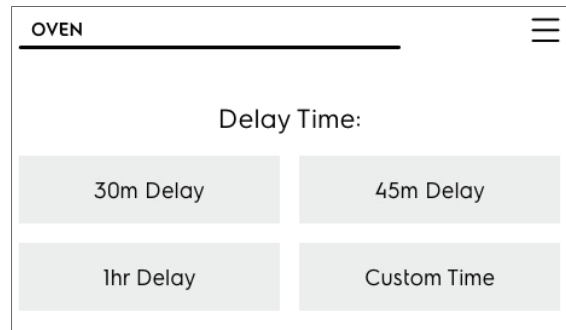 OVEN
Delay Time:
30m Delay
45m Delay
1hr Delay
Custom Time